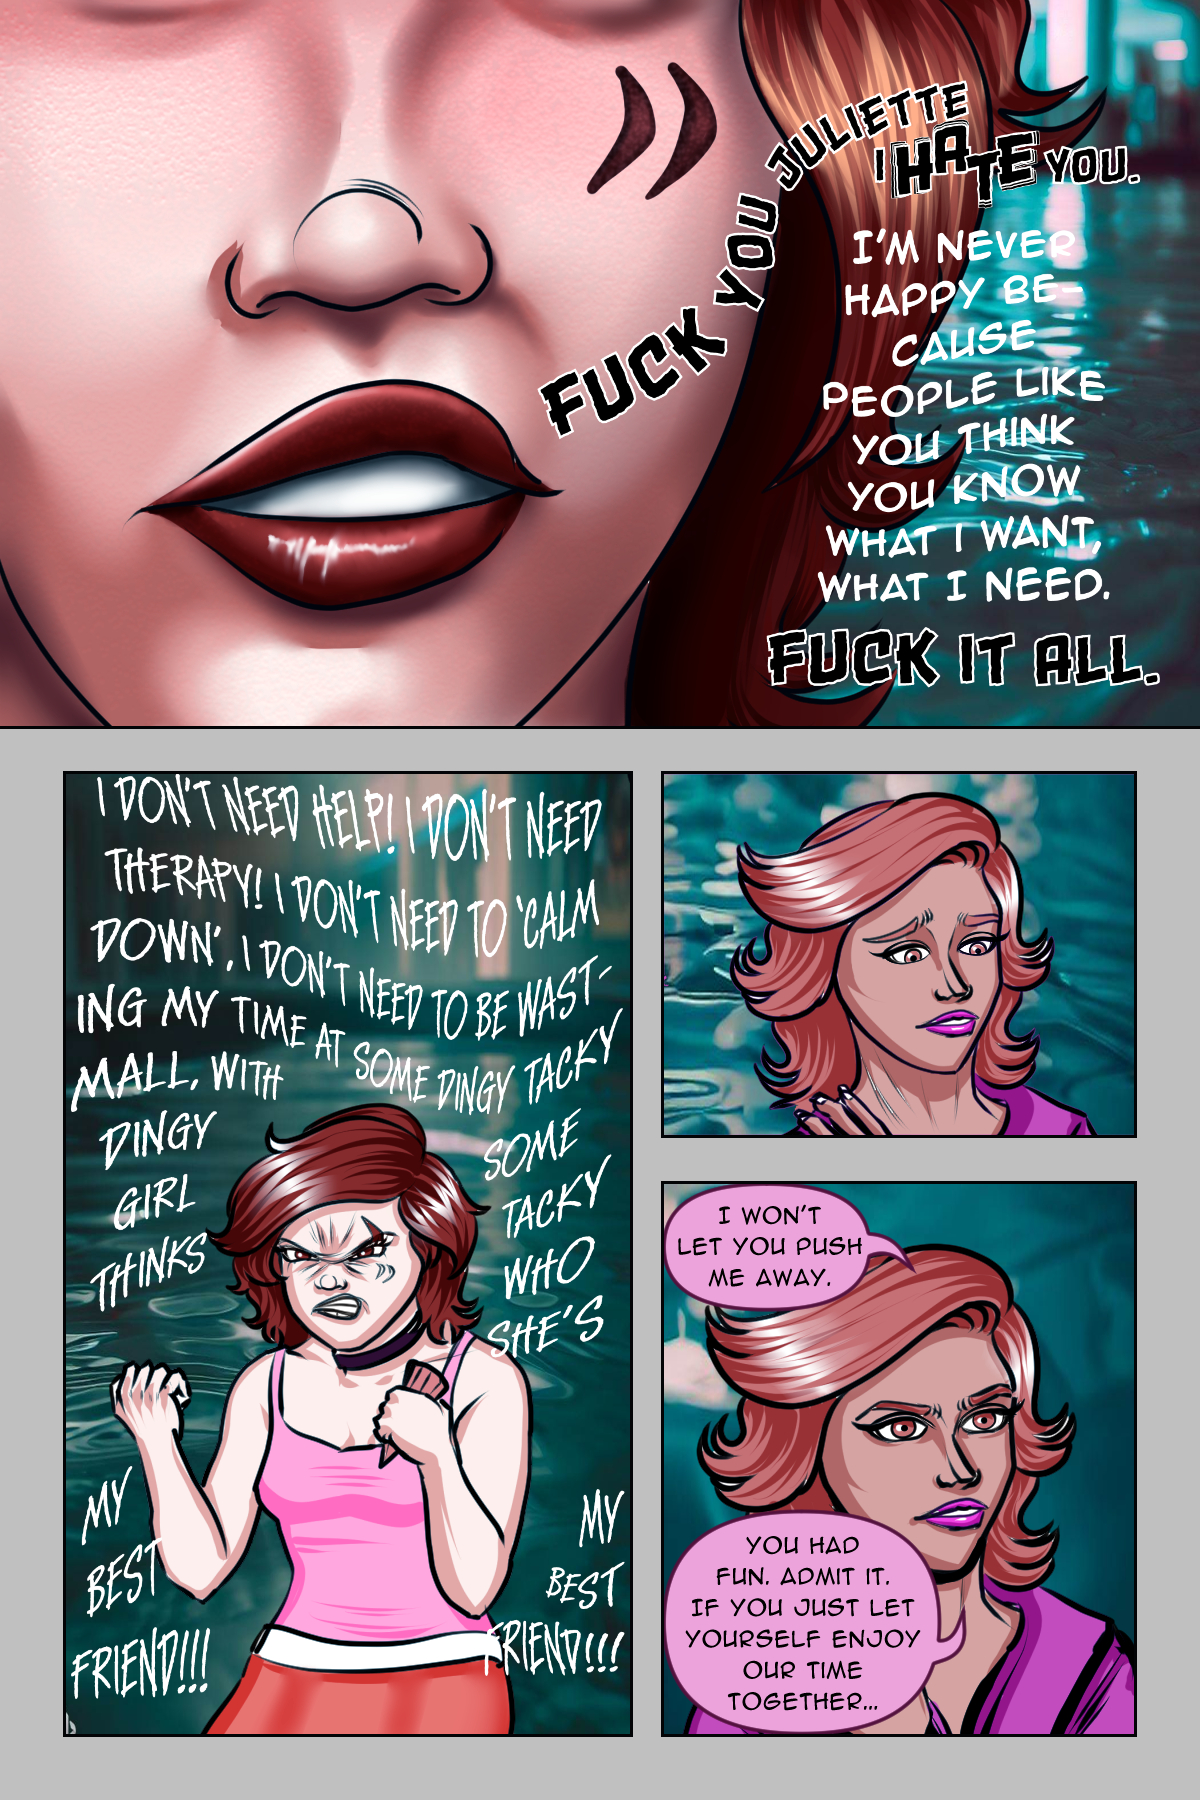 FUCK YOU JULIETTE
I HATE YOU.
I'M NEVER
HAPPY BE-
CAUSE
PEOPLE LIKE
YOU THINK
YOU KNOW
WHAT I WANT,
WHAT I NEED.
FUCK IT ALL.
I DON'T NEED HELP! I DON'T NEED
THERAPY! I DON'T NEED TO 'CALM
DOWN', I DON'T NEED TO BE WAST-
ING MY TIME AT SOME DINGY TACKY
MALL, WITH SOME
DINGY TACKY
GIRL WHO
THINKS SHE'S
MY
BEST
FRIEND!!!
MY
BEST
FRIEND!!!
I WON'T
LET YOU PUSH
ME AWAY.
YOU HAD
FUN. ADMIT IT.
IF YOU JUST LET
YOURSELF ENJOY
OUR TIME
TOGETHER...